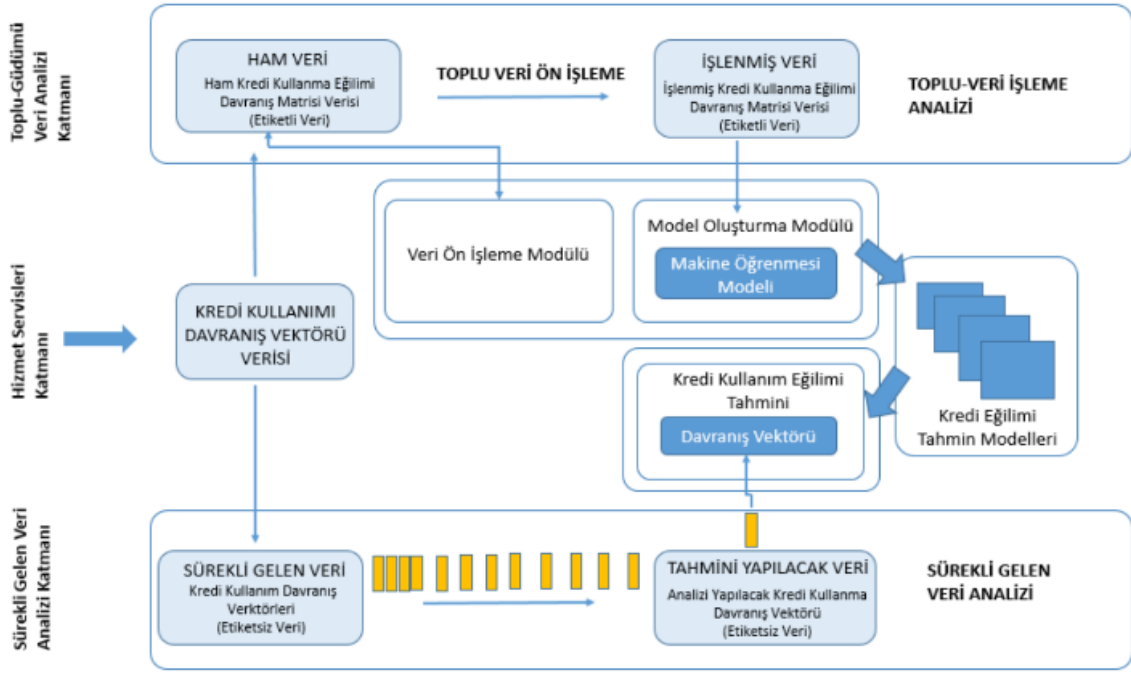 Toplu-Güdümü
Veri Analizi
Katmanı
HAM VERİ
Ham Kredi Kullanma Eğilimi
Davranış Matrisi Verisi
(Etiketli Veri)
TOPLU VERİ ÖN İŞLEME
İŞLENMİŞ VERİ
İşlenmiş Kredi Kullanma Eğilimi
Davranış Matrisi Verisi
(Etiketli Veri)
TOPLU-VERİ İŞLEME
ANALİZİ
Hizmet Servisleri
Katmanı
KREDİ KULLANIMI
DAVRANIŞ VEKTÖRÜ
VERİSİ
Veri Ön İşleme Modülü
Model Oluşturma Modülü
Makine Öğrenmesi
Modeli
Kredi Eğilimi
Tahmin Modelleri
Kredi Kullanım Eğilimi
Tahmini
Davranış Vektörü
Sürekli Gelen Veri
Analizi Katmanı
SÜREKLİ GELEN VERİ
Kredi Kullanım Davranış
Verktörleri
(Etiketsiz Veri)
TAHMİNİ YAPILACAK VERİ
Analizi Yapılacak Kredi Kullanma
Davranış Vektörü
(Etiketsiz Veri)
SÜREKLİ GELEN
VERİ ANALİZİ